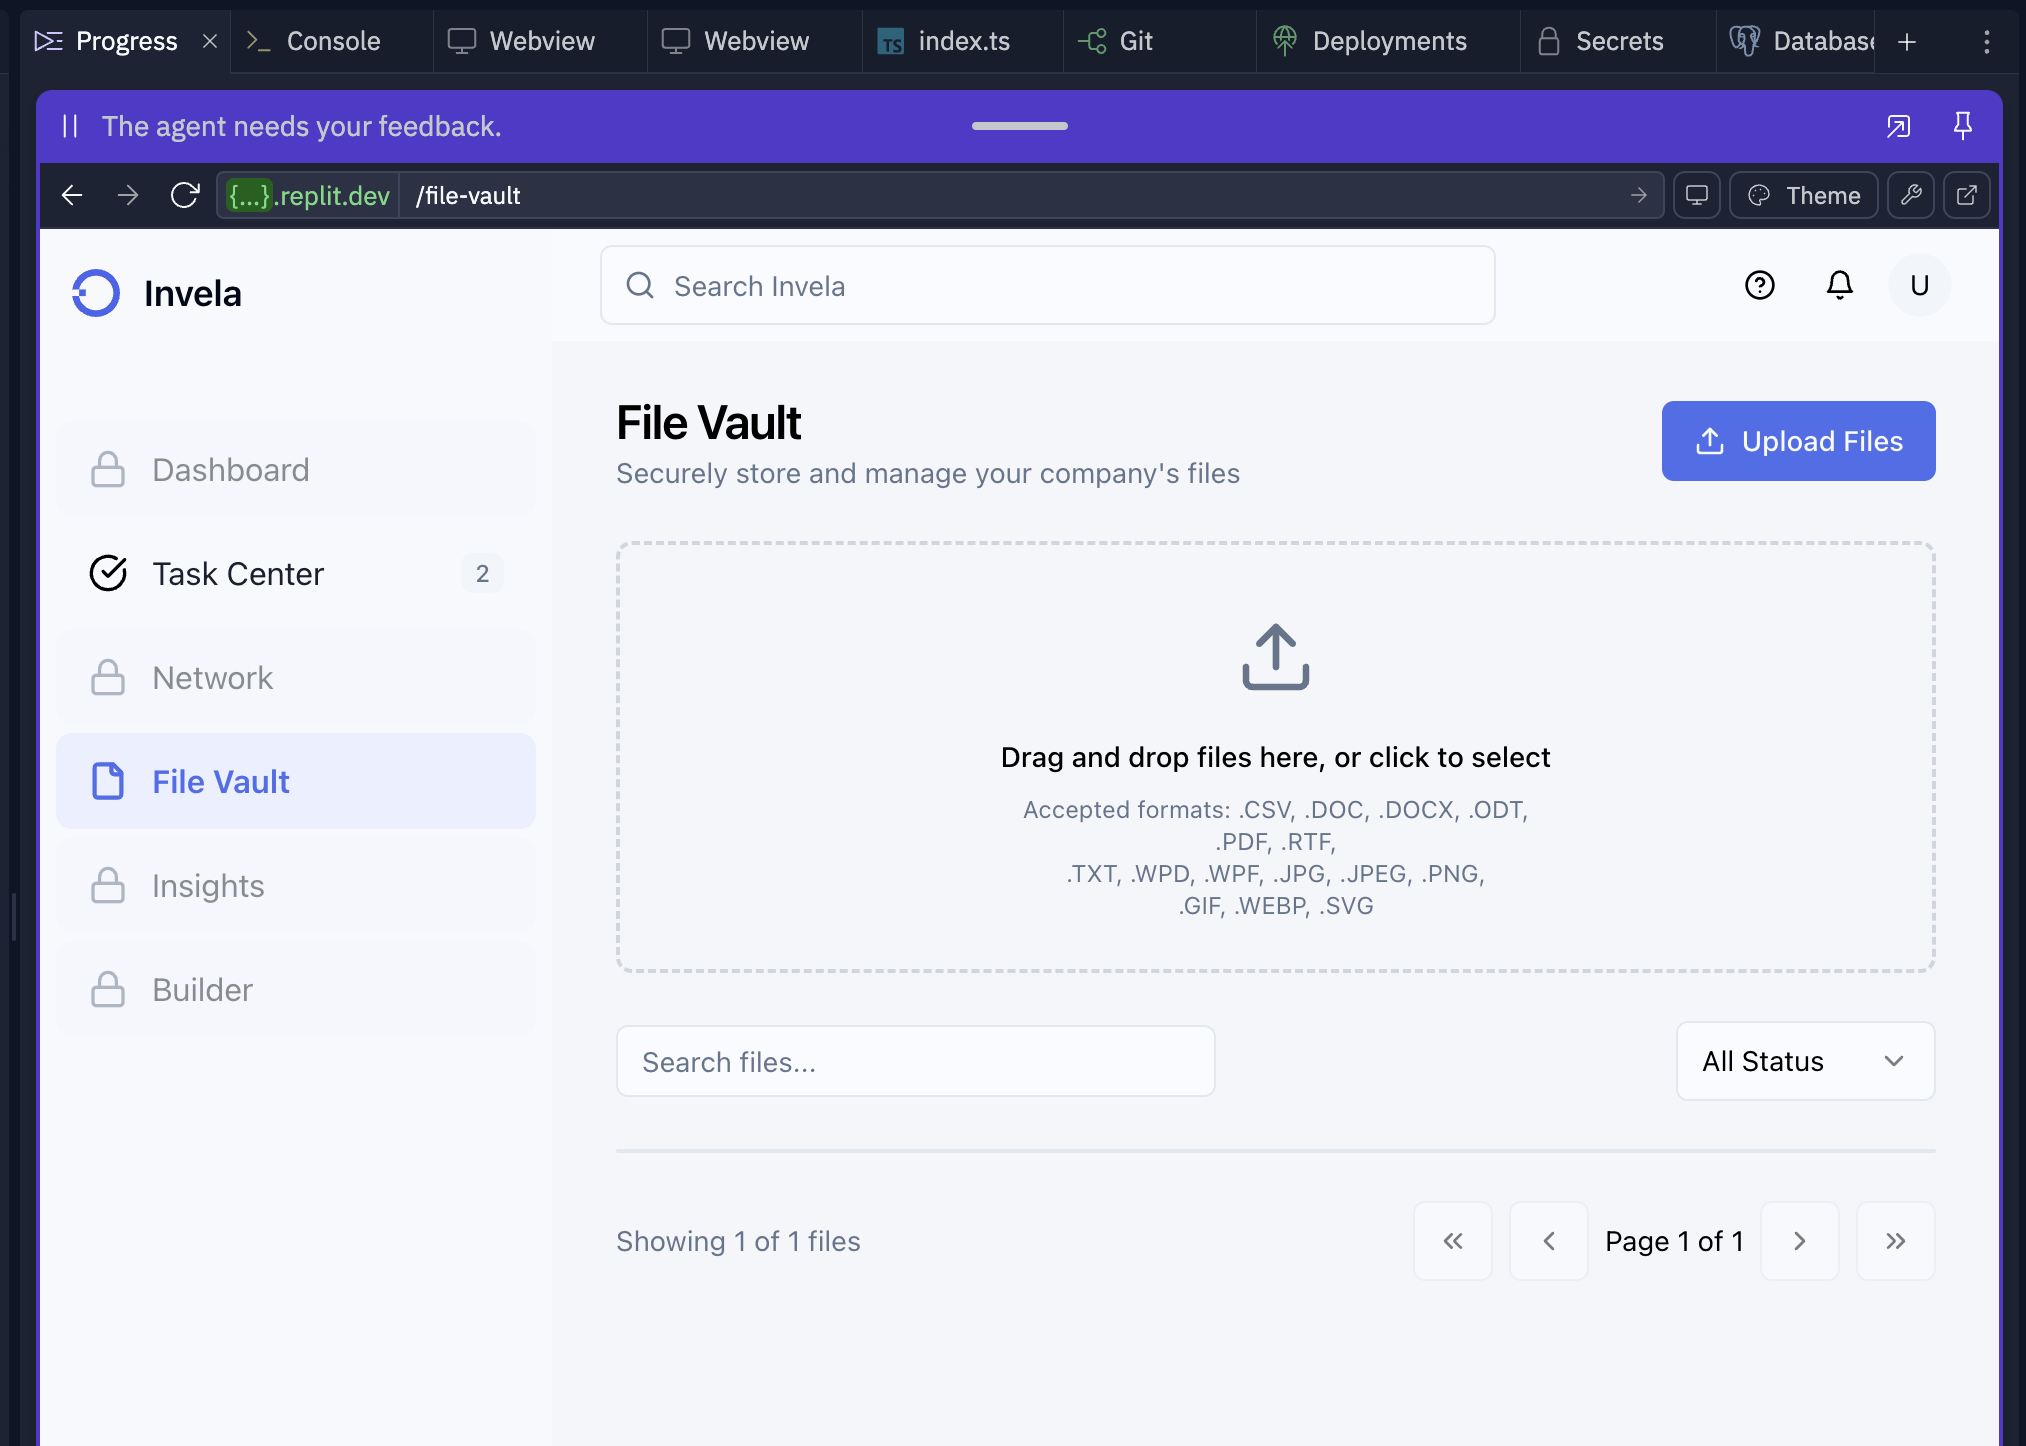 Progress
Console
Webview
Webview
TS index.ts
Git
Deployments
Secrets
Database
The agent needs your feedback.
{...}.replit.dev /file-vault
Theme
Invela
Search Invela
U
Dashboard
Task Center 2
Network
File Vault
Insights
Builder
File Vault
Securely store and manage your company's files
Upload Files
Drag and drop files here, or click to select
Accepted formats: .CSV, .DOC, .DOCX, .ODT,
.PDF, .RTF,
.TXT, .WPD, .WPF, .JPG, .JPEG, .PNG,
.GIF, .WEBP, .SVG
Search files...
All Status
Showing 1 of 1 files
Page 1 of 1